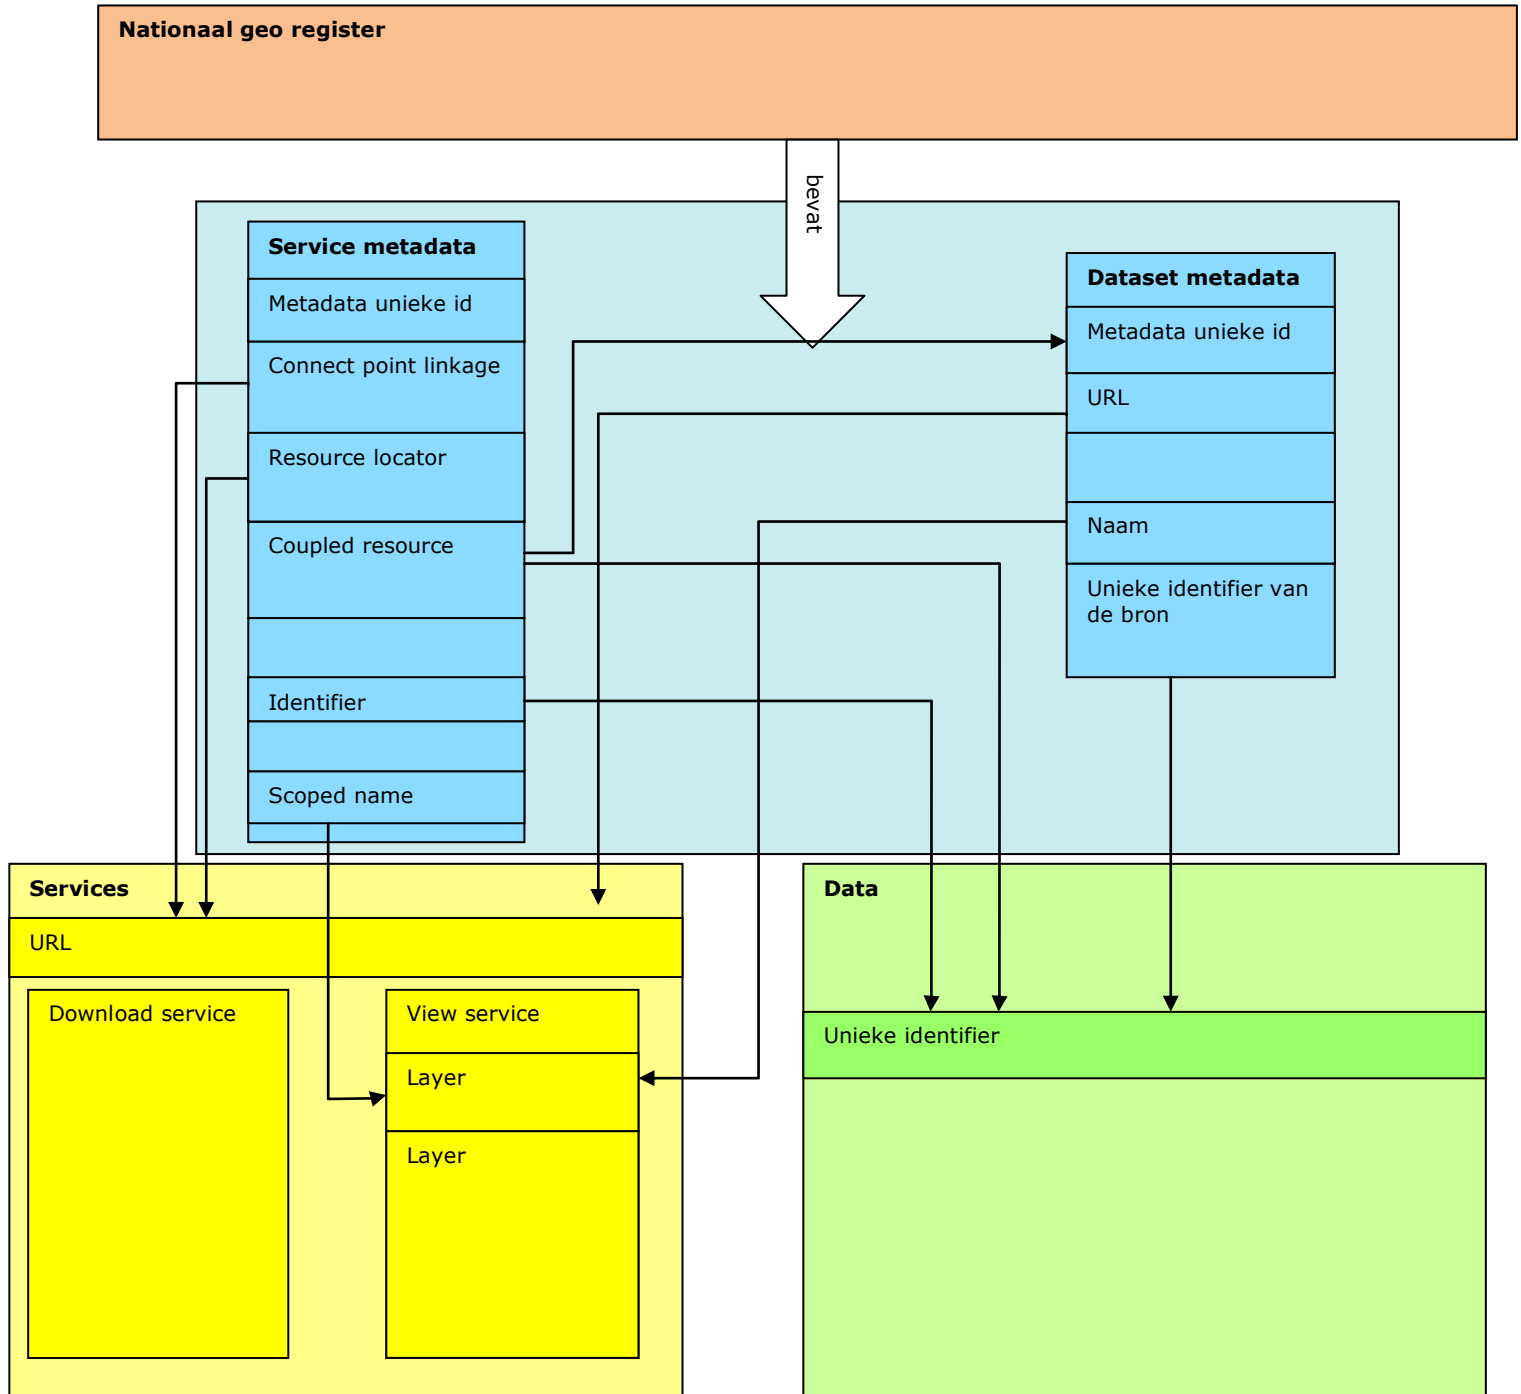 Nationaal geo register
bevat
Service metadata
Metadata unieke id
Connect point linkage
Resource locator
Coupled resource
Identifier
Scoped name
Dataset metadata
Metadata unieke id
URL
Naam
Unieke identifier van
de bron
Services
URL
Download service
View service
Layer
Layer
Data
Unieke identifier